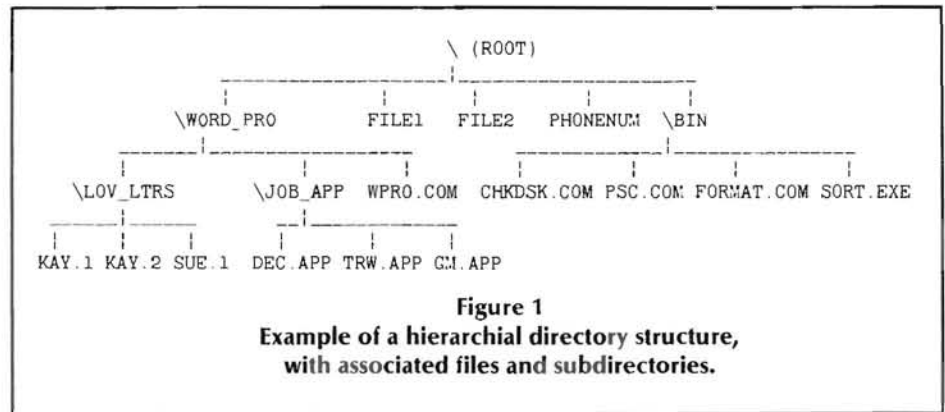 \ (ROOT)
\WORD_PRO FILE1 FILE2 PHONENUM \BIN
\LOV_LTRS \JOB_APP WPRO.COM CHKDSK.COM PSC.COM FORMAT.COM SORT.EXE
KAY.1 KAY.2 SUE.1 DEC.APP TRW.APP GM.APP
Figure 1
Example of a hierarchial directory structure,
with associated files and subdirectories.